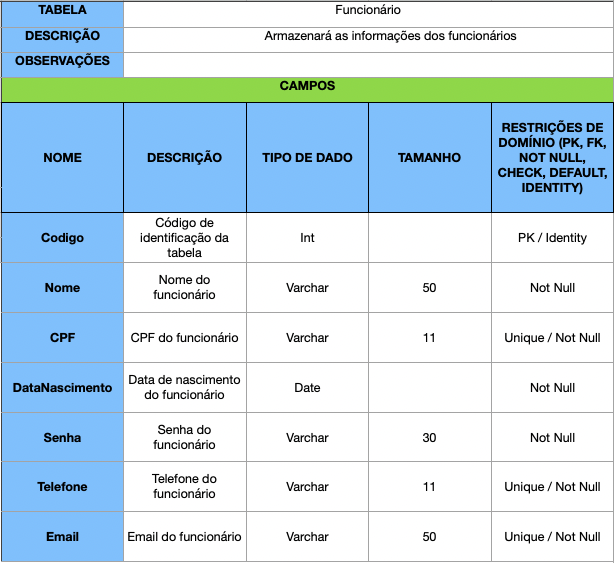 TABELA Funcionário
DESCRIÇÃO Armazenará as informações dos funcionários
OBSERVAÇÕES
CAMPOS
NOME
DESCRIÇÃO
TIPO DE DADO
TAMANHO
RESTRIÇÕES DE
DOMÍNIO (PK, FK,
NOT NULL,
CHECK, DEFAULT,
IDENTITY)
Codigo
Código de
identificação da
tabela
Int
PK / Identity
Nome
Nome do
funcionário
Varchar
50
Not Null
CPF
CPF do funcionário
Varchar
11
Unique / Not Null
DataNascimento
Data de nascimento
do funcionário
Date
Not Null
Senha
Senha do
funcionário
Varchar
30
Not Null
Telefone
Telefone do
funcionário
Varchar
11
Unique / Not Null
Email
Email do funcionário
Varchar
50
Unique / Not Null